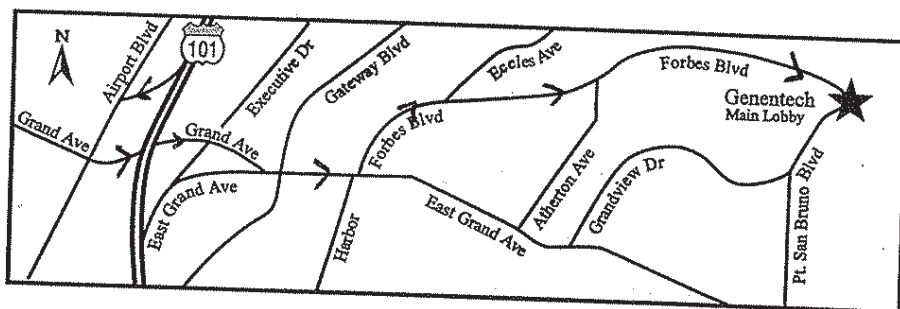 N
Airport Blvd
101
Executive Dr
Gateway Blvd
Eccles Ave
Forbes Blvd
Genentech
Main Lobby
Grand Ave
Grand Ave
Forbes Blvd
East Grand Ave
Harbor
East Grand Ave
Atherton Ave
Grandview Dr
Pt. San Bruno Blvd